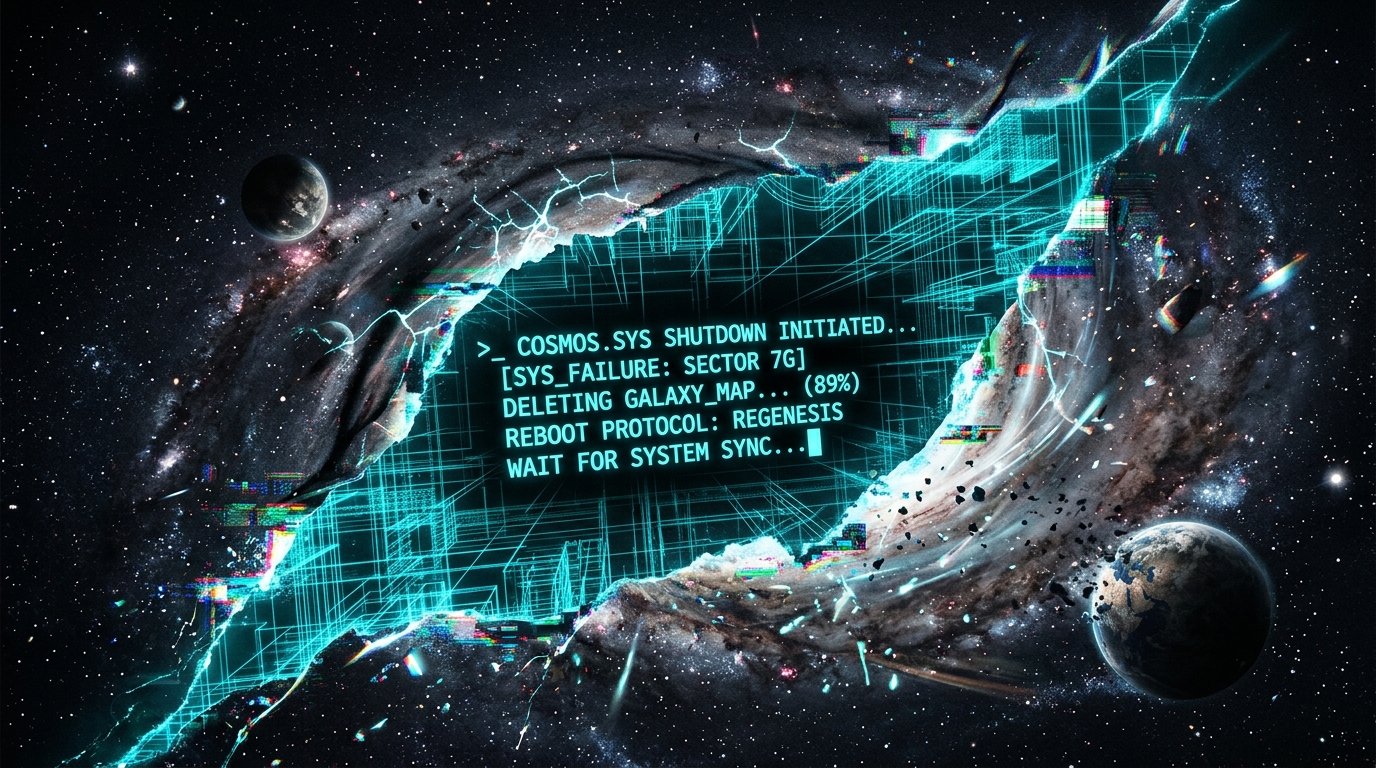 >_ COSMOS.SYS SHUTDOWN INITIATED...
[SYS_FAILURE: SECTOR 7G]
DELETING GALAXY_MAP... (89%)
REBOOT PROTOCOL: REGENESIS
WAIT FOR SYSTEM SYNC...█